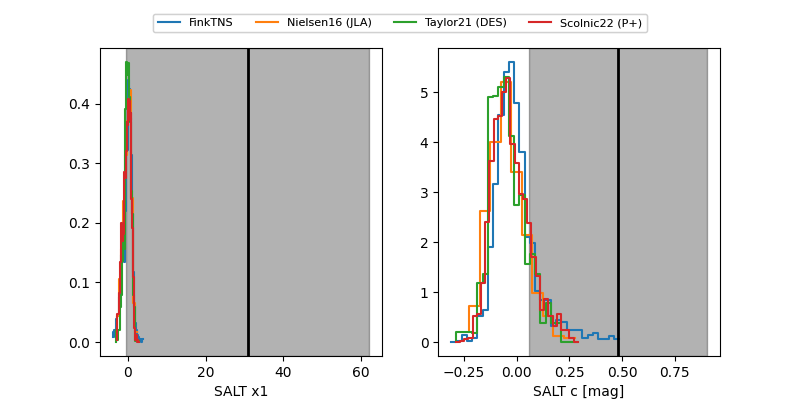 FinkTNS Nielsen16 (JLA) Taylor21 (DES) Scolnic22 (P+)
0.4
0.3
0.2
0.1
0.0
0 20 40 60
SALT x1
5
4
3
2
1
0
−0.25 0.00 0.25 0.50 0.75
SALT c [mag]